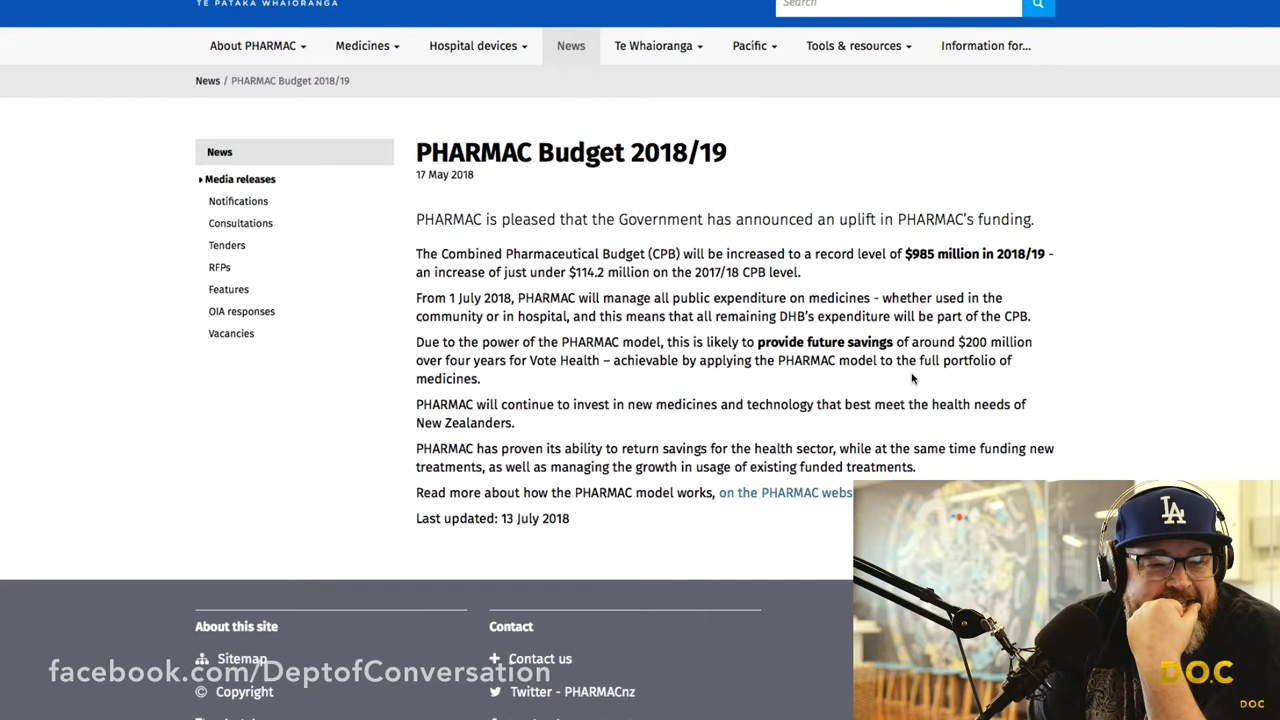 TE PATAKA WHAIORANGA
Search
About PHARMAC
Medicines
Hospital devices
News
Te Whaioranga
Pacific
Tools & resources
Information for...
News / PHARMAC Budget 2018/19
News
Media releases
Notifications
Consultations
Tenders
RFPs
Features
OIA responses
Vacancies
PHARMAC Budget 2018/19
17 May 2018
PHARMAC is pleased that the Government has announced an uplift in PHARMAC's funding.
The Combined Pharmaceutical Budget (CPB) will be increased to a record level of $985 million in 2018/19 -
an increase of just under $114.2 million on the 2017/18 CPB level.
From 1 July 2018, PHARMAC will manage all public expenditure on medicines - whether used in the
community or in hospital, and this means that all remaining DHB's expenditure will be part of the CPB.
Due to the power of the PHARMAC model, this is likely to provide future savings of around $200 million
over four years for Vote Health – achievable by applying the PHARMAC model to the full portfolio of
medicines.
PHARMAC will continue to invest in new medicines and technology that best meet the health needs of
New Zealanders.
PHARMAC has proven its ability to return savings for the health sector, while at the same time funding new
treatments, as well as managing the growth in usage of existing funded treatments.
Read more about how the PHARMAC model works, on the PHARMAC webs
Last updated: 13 July 2018
About this site
Sitemap
© Copyright
Contact
Contact us
Twitter - PHARMACnz
facebook.com/DeptofConversation
LA
DOC
DOC